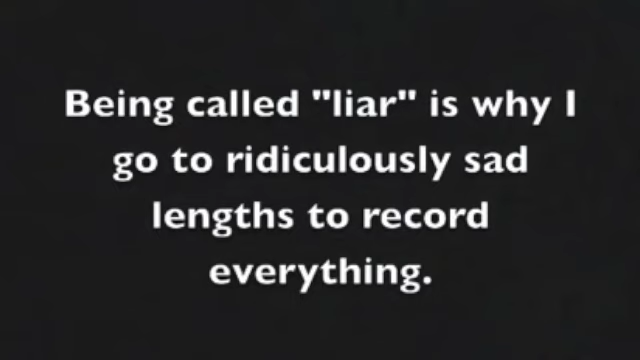 Being called "liar" is why I
go to ridiculously sad
lengths to record
everything.